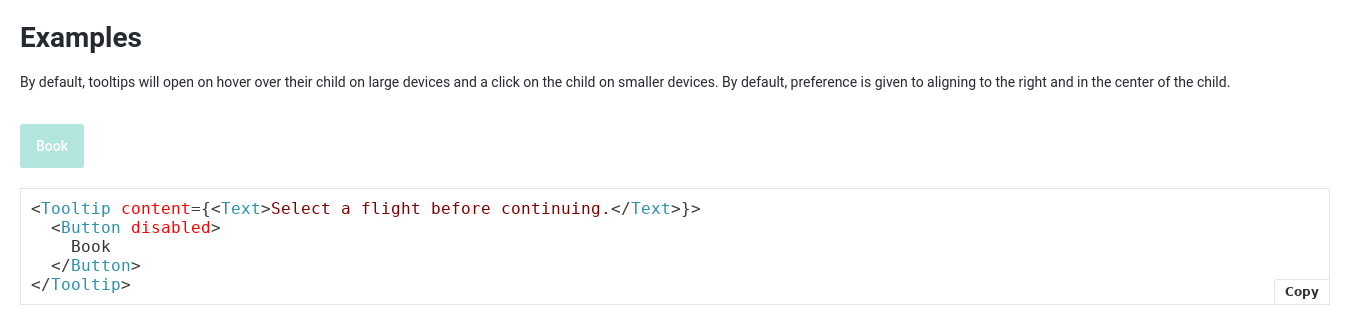 Examples
By default, tooltips will open on hover over their child on large devices and a click on the child on smaller devices. By default, preference is given to aligning to the right and in the center of the child.
Book
<Tooltip content={<Text>Select a flight before continuing.</Text>}>
  <Button disabled>
    Book
  </Button>
</Tooltip>
Copy